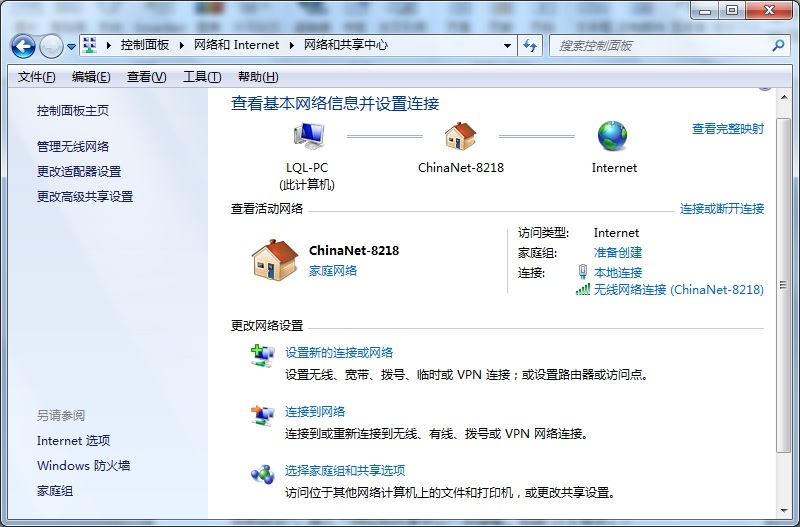 控制面板 网络和 Internet 网络和共享中心
搜索控制面板
文件(F) 编辑(E) 查看(V) 工具(T) 帮助(H)
控制面板主页
管理无线网络
更改适配器设置
更改高级共享设置
另请参阅
Internet 选项
Windows 防火墙
家庭组
查看基本网络信息并设置连接
查看完整映射
LQL-PC
(此计算机)
ChinaNet-8218
Internet
查看活动网络
连接或断开连接
ChinaNet-8218
家庭网络
访问类型: Internet
家庭组: 准备创建
连接: 本地连接
无线网络连接 (ChinaNet-8218)
更改网络设置
设置新的连接或网络
设置无线、宽带、拨号、临时或 VPN 连接；或设置路由器或访问点。
连接到网络
连接到或重新连接到无线、有线、拨号或 VPN 网络连接。
选择家庭组和共享选项
访问位于其他网络计算机上的文件和打印机，或更改共享设置。